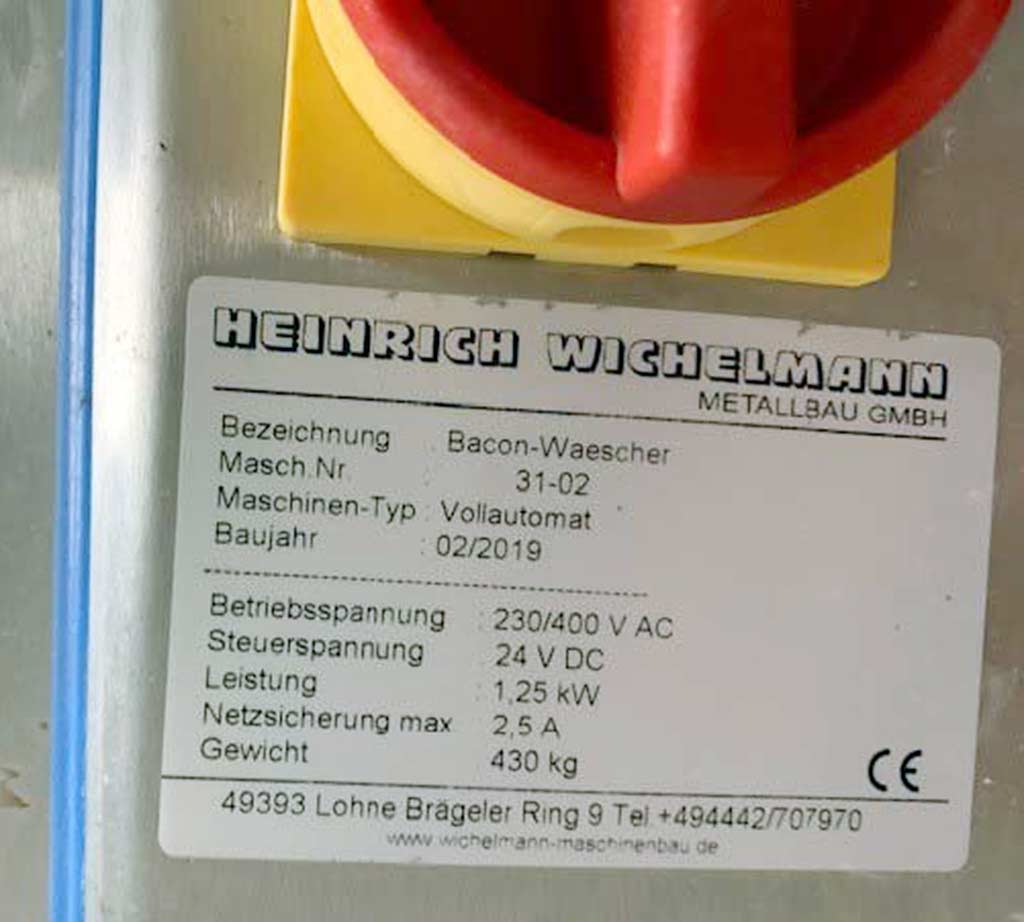 HEINRICH WICHELMANN
METALLBAU GMBH
Bezeichnung : Bacon-Waescher
Masch.Nr. : 31-02
Maschinen-Typ : Vollautomat
Baujahr : 02/2019
Betriebsspannung : 230/400 V AC
Steuerspannung : 24 V DC
Leistung : 1,25 kW
Netzsicherung max 2,5 A
Gewicht 430 kg
CE
49393 Lohne Brägeler Ring 9 Tel.+494442/707970
www.wichelmann-maschinenbau.de